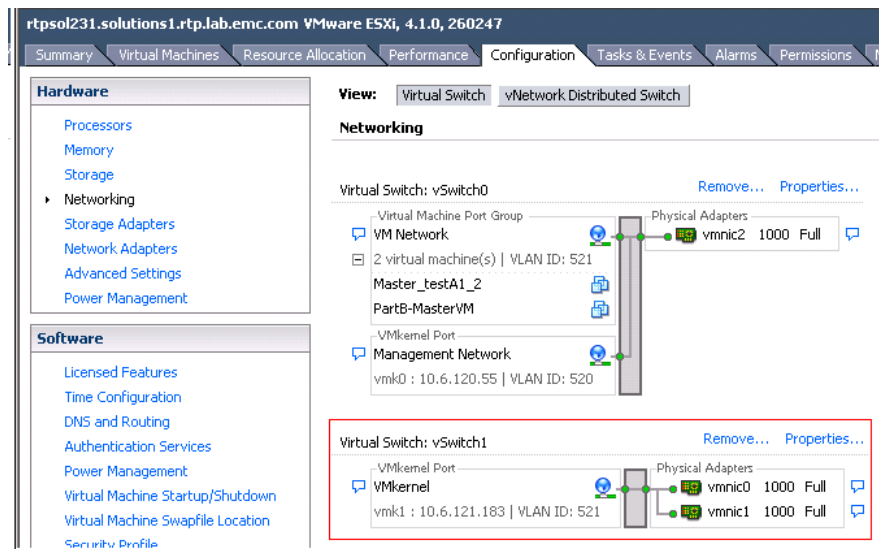 rtpsol231.solutions1.rtp.lab.emc.com VMware ESXi, 4.1.0, 260247
Summary Virtual Machines Resource Allocation Performance Configuration Tasks & Events Alarms Permissions
Hardware
Processors
Memory
Storage
Networking
Storage Adapters
Network Adapters
Advanced Settings
Power Management
Software
Licensed Features
Time Configuration
DNS and Routing
Authentication Services
Power Management
Virtual Machine Startup/Shutdown
Virtual Machine Swapfile Location
Security Profile
View: Virtual Switch vNetwork Distributed Switch
Networking
Virtual Switch: vSwitch0 Remove... Properties...
Virtual Machine Port Group Physical Adapters
VM Network vmnic2 1000 Full
2 virtual machine(s) | VLAN ID: 521
Master_testA1_2
PartB-MasterVM
VMkernel Port
Management Network
vmk0 : 10.6.120.55 | VLAN ID: 520
Virtual Switch: vSwitch1 Remove... Properties...
VMkernel Port Physical Adapters
VMkernel vmnic0 1000 Full
vmk1 : 10.6.121.183 | VLAN ID: 521 vmnic1 1000 Full